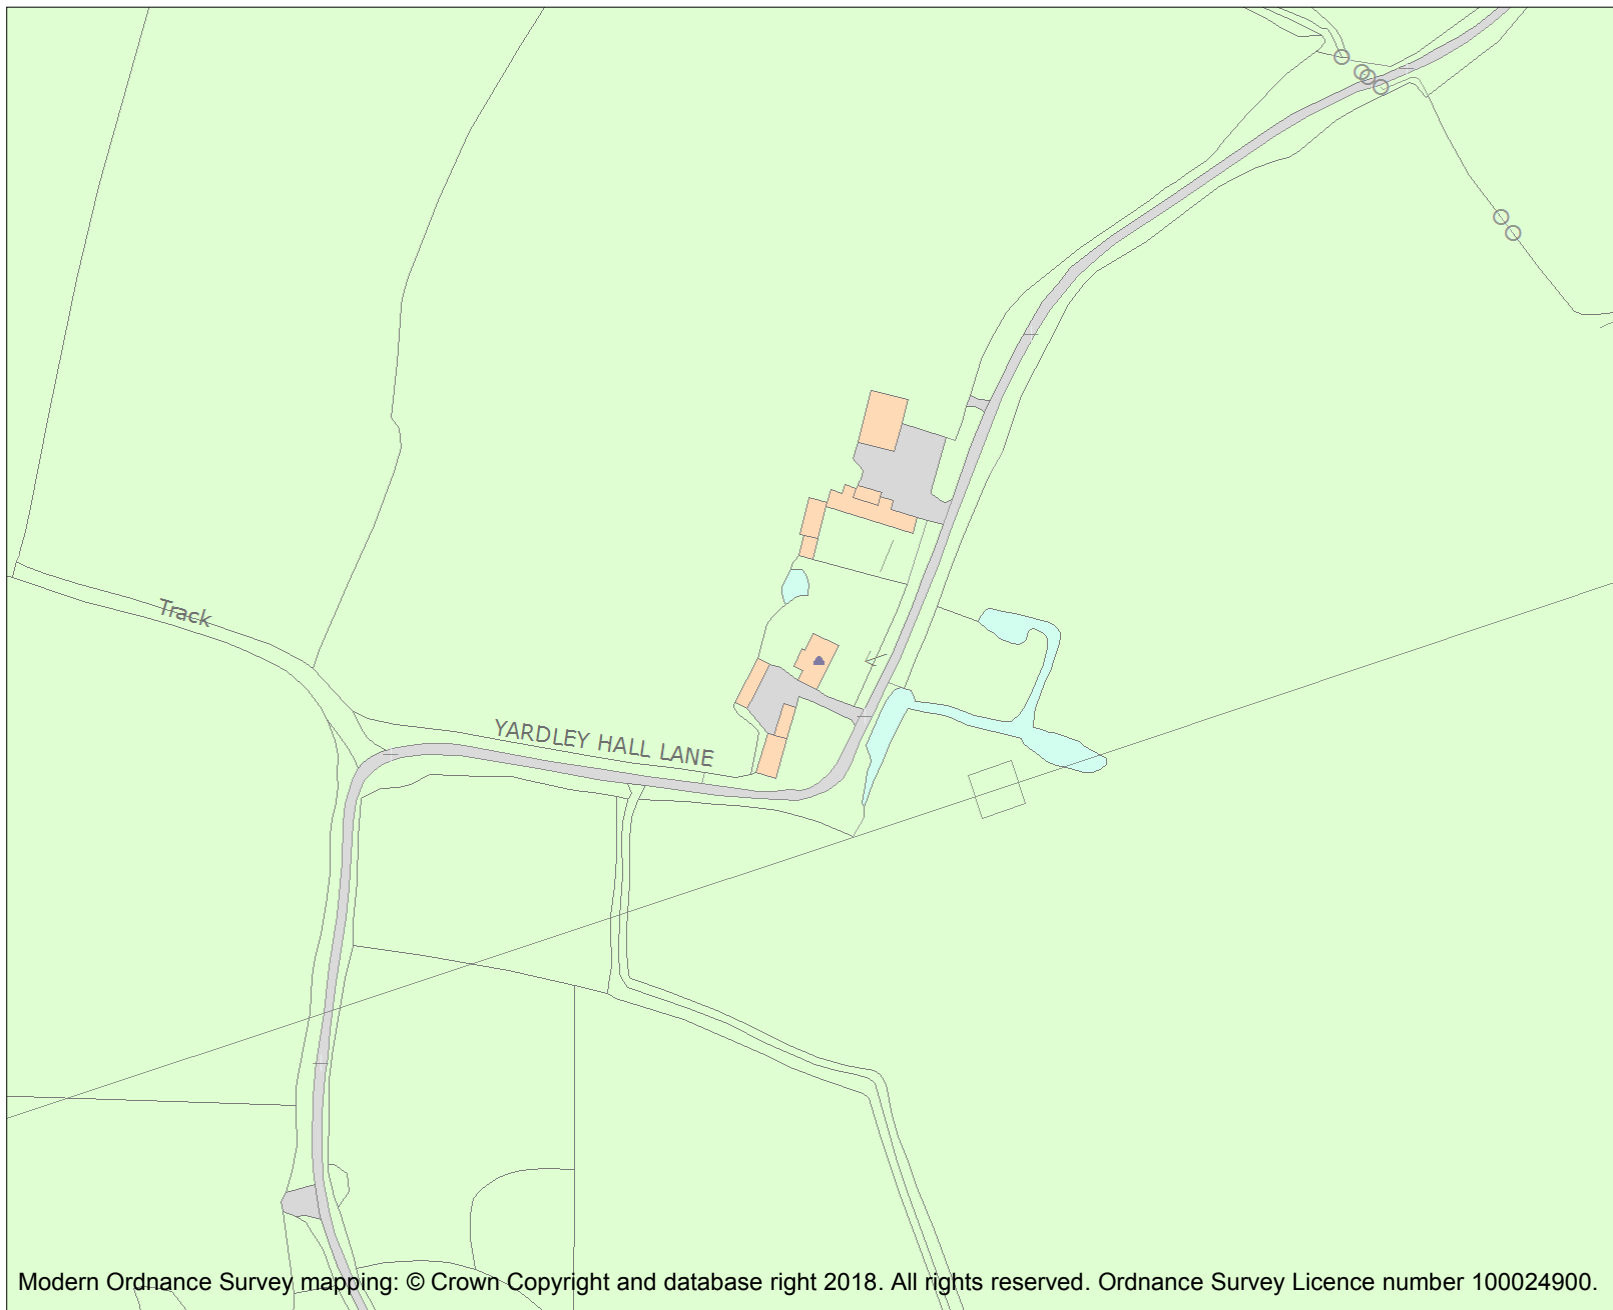 Track
YARDLEY HALL LANE
Modern Ordnance Survey mapping: © Crown Copyright and database right 2018. All rights reserved. Ordnance Survey Licence number 100024900.